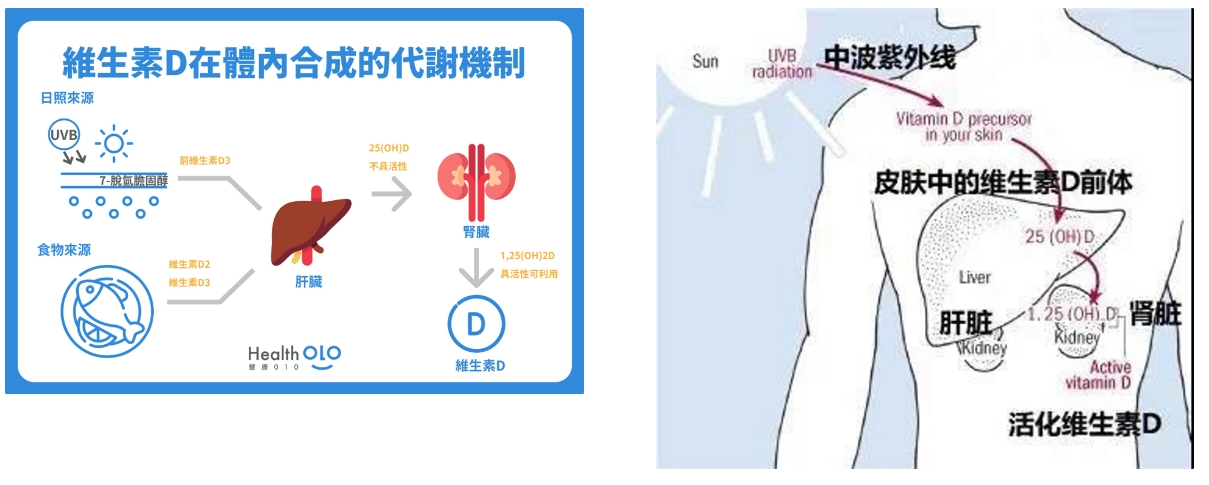 維生素D在體內合成的代謝機制
日照來源
UVB
前維生素D3
7-脫氫膽固醇
食物來源
維生素D2
維生素D3
肝臟
25(OH)D
不具活性
腎臟
1,25(OH)2D
具活性可利用
D
維生素D
Health OLO
健康010
Sun
UVB
radiation
中波紫外线
Vitamin D precursor
in your skin
皮肤中的维生素D前体
25 (OH) D
Liver
肝脏
Kidney
1, 25 (OH) D
肾脏
Kidney
Active
vitamin D
活化维生素D